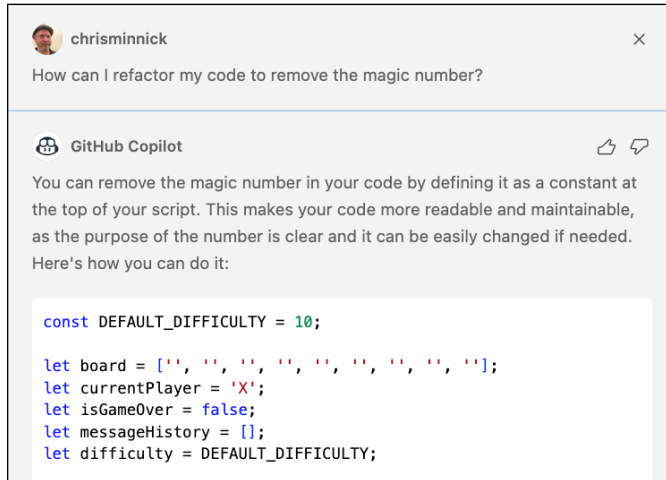 chrisminnick
How can I refactor my code to remove the magic number?
GitHub Copilot
You can remove the magic number in your code by defining it as a constant at
the top of your script. This makes your code more readable and maintainable,
as the purpose of the number is clear and it can be easily changed if needed.
Here's how you can do it:
const DEFAULT_DIFFICULTY = 10;
let board = ['', '', '', '', '', '', '', '', ''];
let currentPlayer = 'X';
let isGameOver = false;
let messageHistory = [];
let difficulty = DEFAULT_DIFFICULTY;